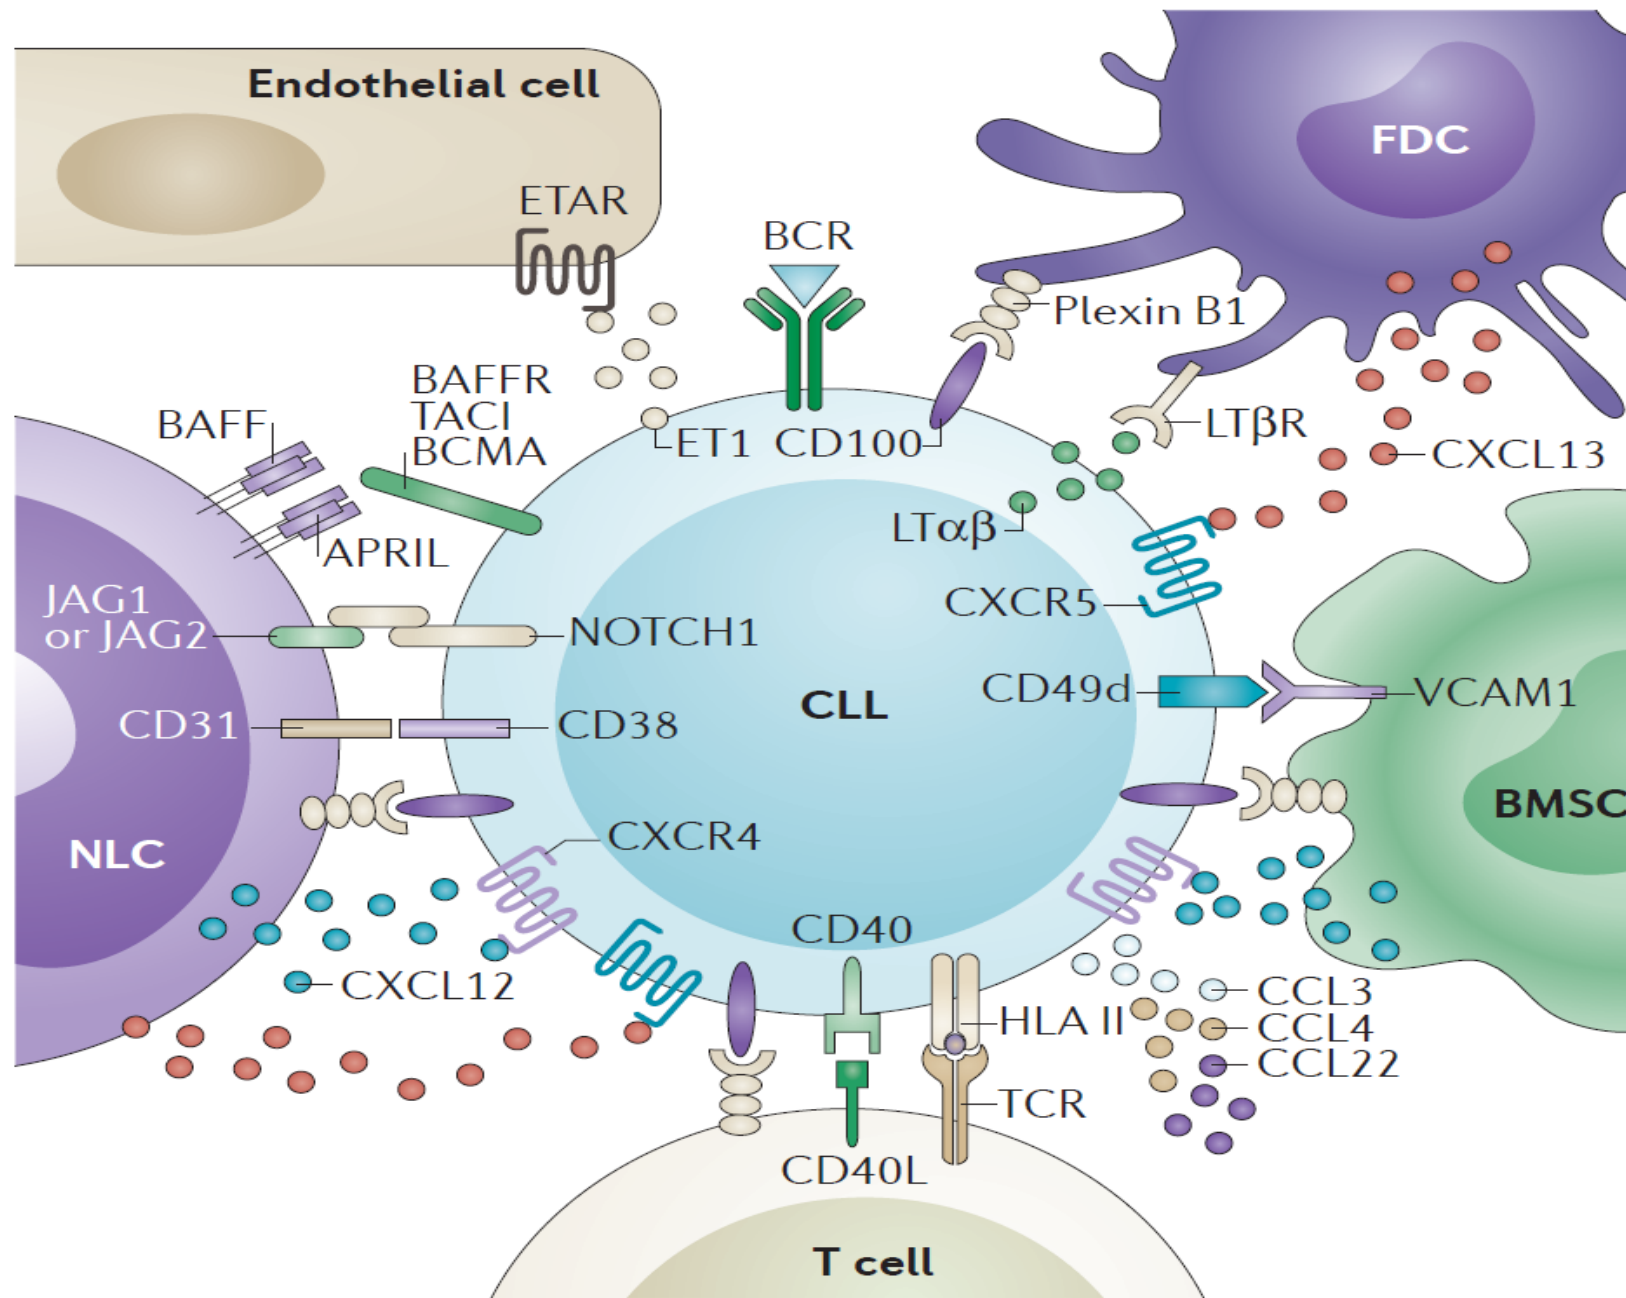 Endothelial cell
FDC
ETAR
BCR
Plexin B1
BAFFR
TACI
BCMA
BAFF
ET1
CD100
LTβR
CXCL13
LTαβ
APRIL
JAG1
or JAG2
NOTCH1
CXCR5
CLL
CD49d
VCAM1
CD31
CD38
BMSC
NLC
CXCR4
CD40
CXCL12
CCL3
HLA II
CCL4
CCL22
TCR
CD40L
T cell